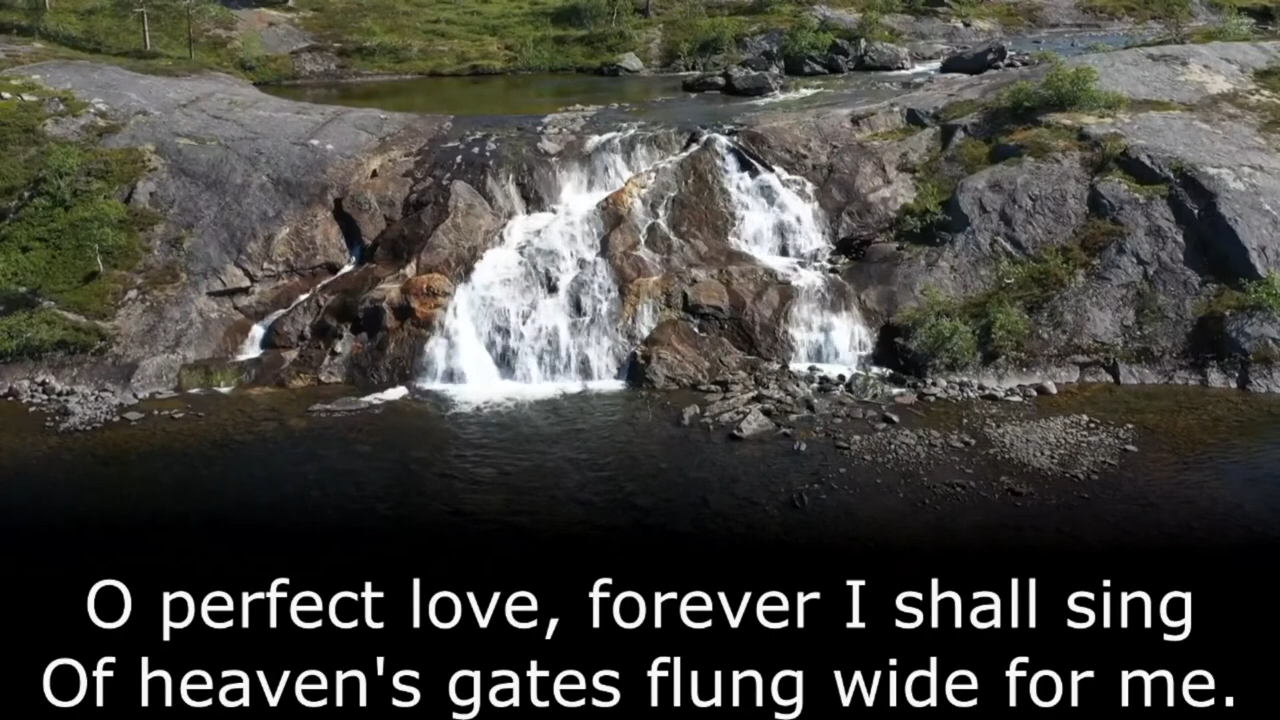 O perfect love, forever I shall sing
Of heaven's gates flung wide for me.